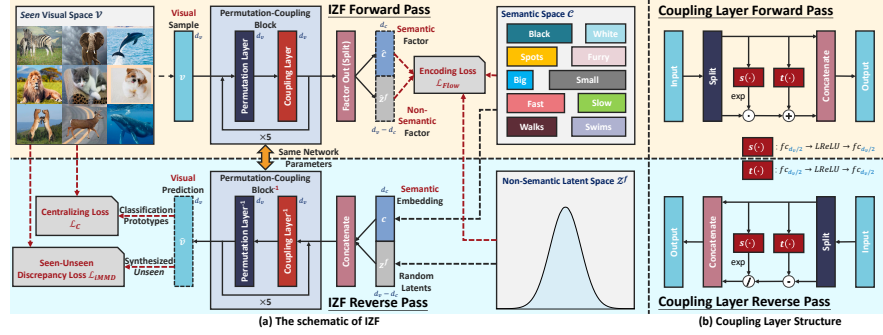 Seen Visual Space 𝒱
Visual
Sample
d_v
v
Permutation-Coupling
Block
IZF Forward Pass
Permutation Layer
d_v
Coupling Layer
d_v
×5
Factor Out (Split)
d_c
ĉ
ẑ^f
d_v − d_c
Semantic
Factor
Non-
Semantic
Factor
Encoding Loss
ℒ_Flow
Semantic Space 𝒞
Black
White
Spots
Furry
Big
Small
Fast
Slow
Walks
Swims
Same Network
Parameters
Centralizing Loss
ℒ_C
Classification
Prototypes
Seen-Unseen
Discrepancy Loss ℒ_iMMD
Synthesized
Unseen
Visual
Prediction
d_v
v̂
Permutation-Coupling
Block⁻¹
Permutation Layer⁻¹
d_v
Coupling Layer⁻¹
d_v
×5
Concatenate
d_c
c
z^f
d_v − d_c
Semantic
Embedding
Random
Latents
IZF Reverse Pass
Non-Semantic Latent Space 𝒵^f
(a) The schematic of IZF
Coupling Layer Forward Pass
Input
Split
s(·)
t(·)
exp
·
+
Concatenate
Output
s(·) : fc_{d_v/2} → LReLU → fc_{d_v/2}
t(·) : fc_{d_v/2} → LReLU → fc_{d_v/2}
Output
Concatenate
s(·)
t(·)
exp
/
-
Split
Input
Coupling Layer Reverse Pass
(b) Coupling Layer Structure